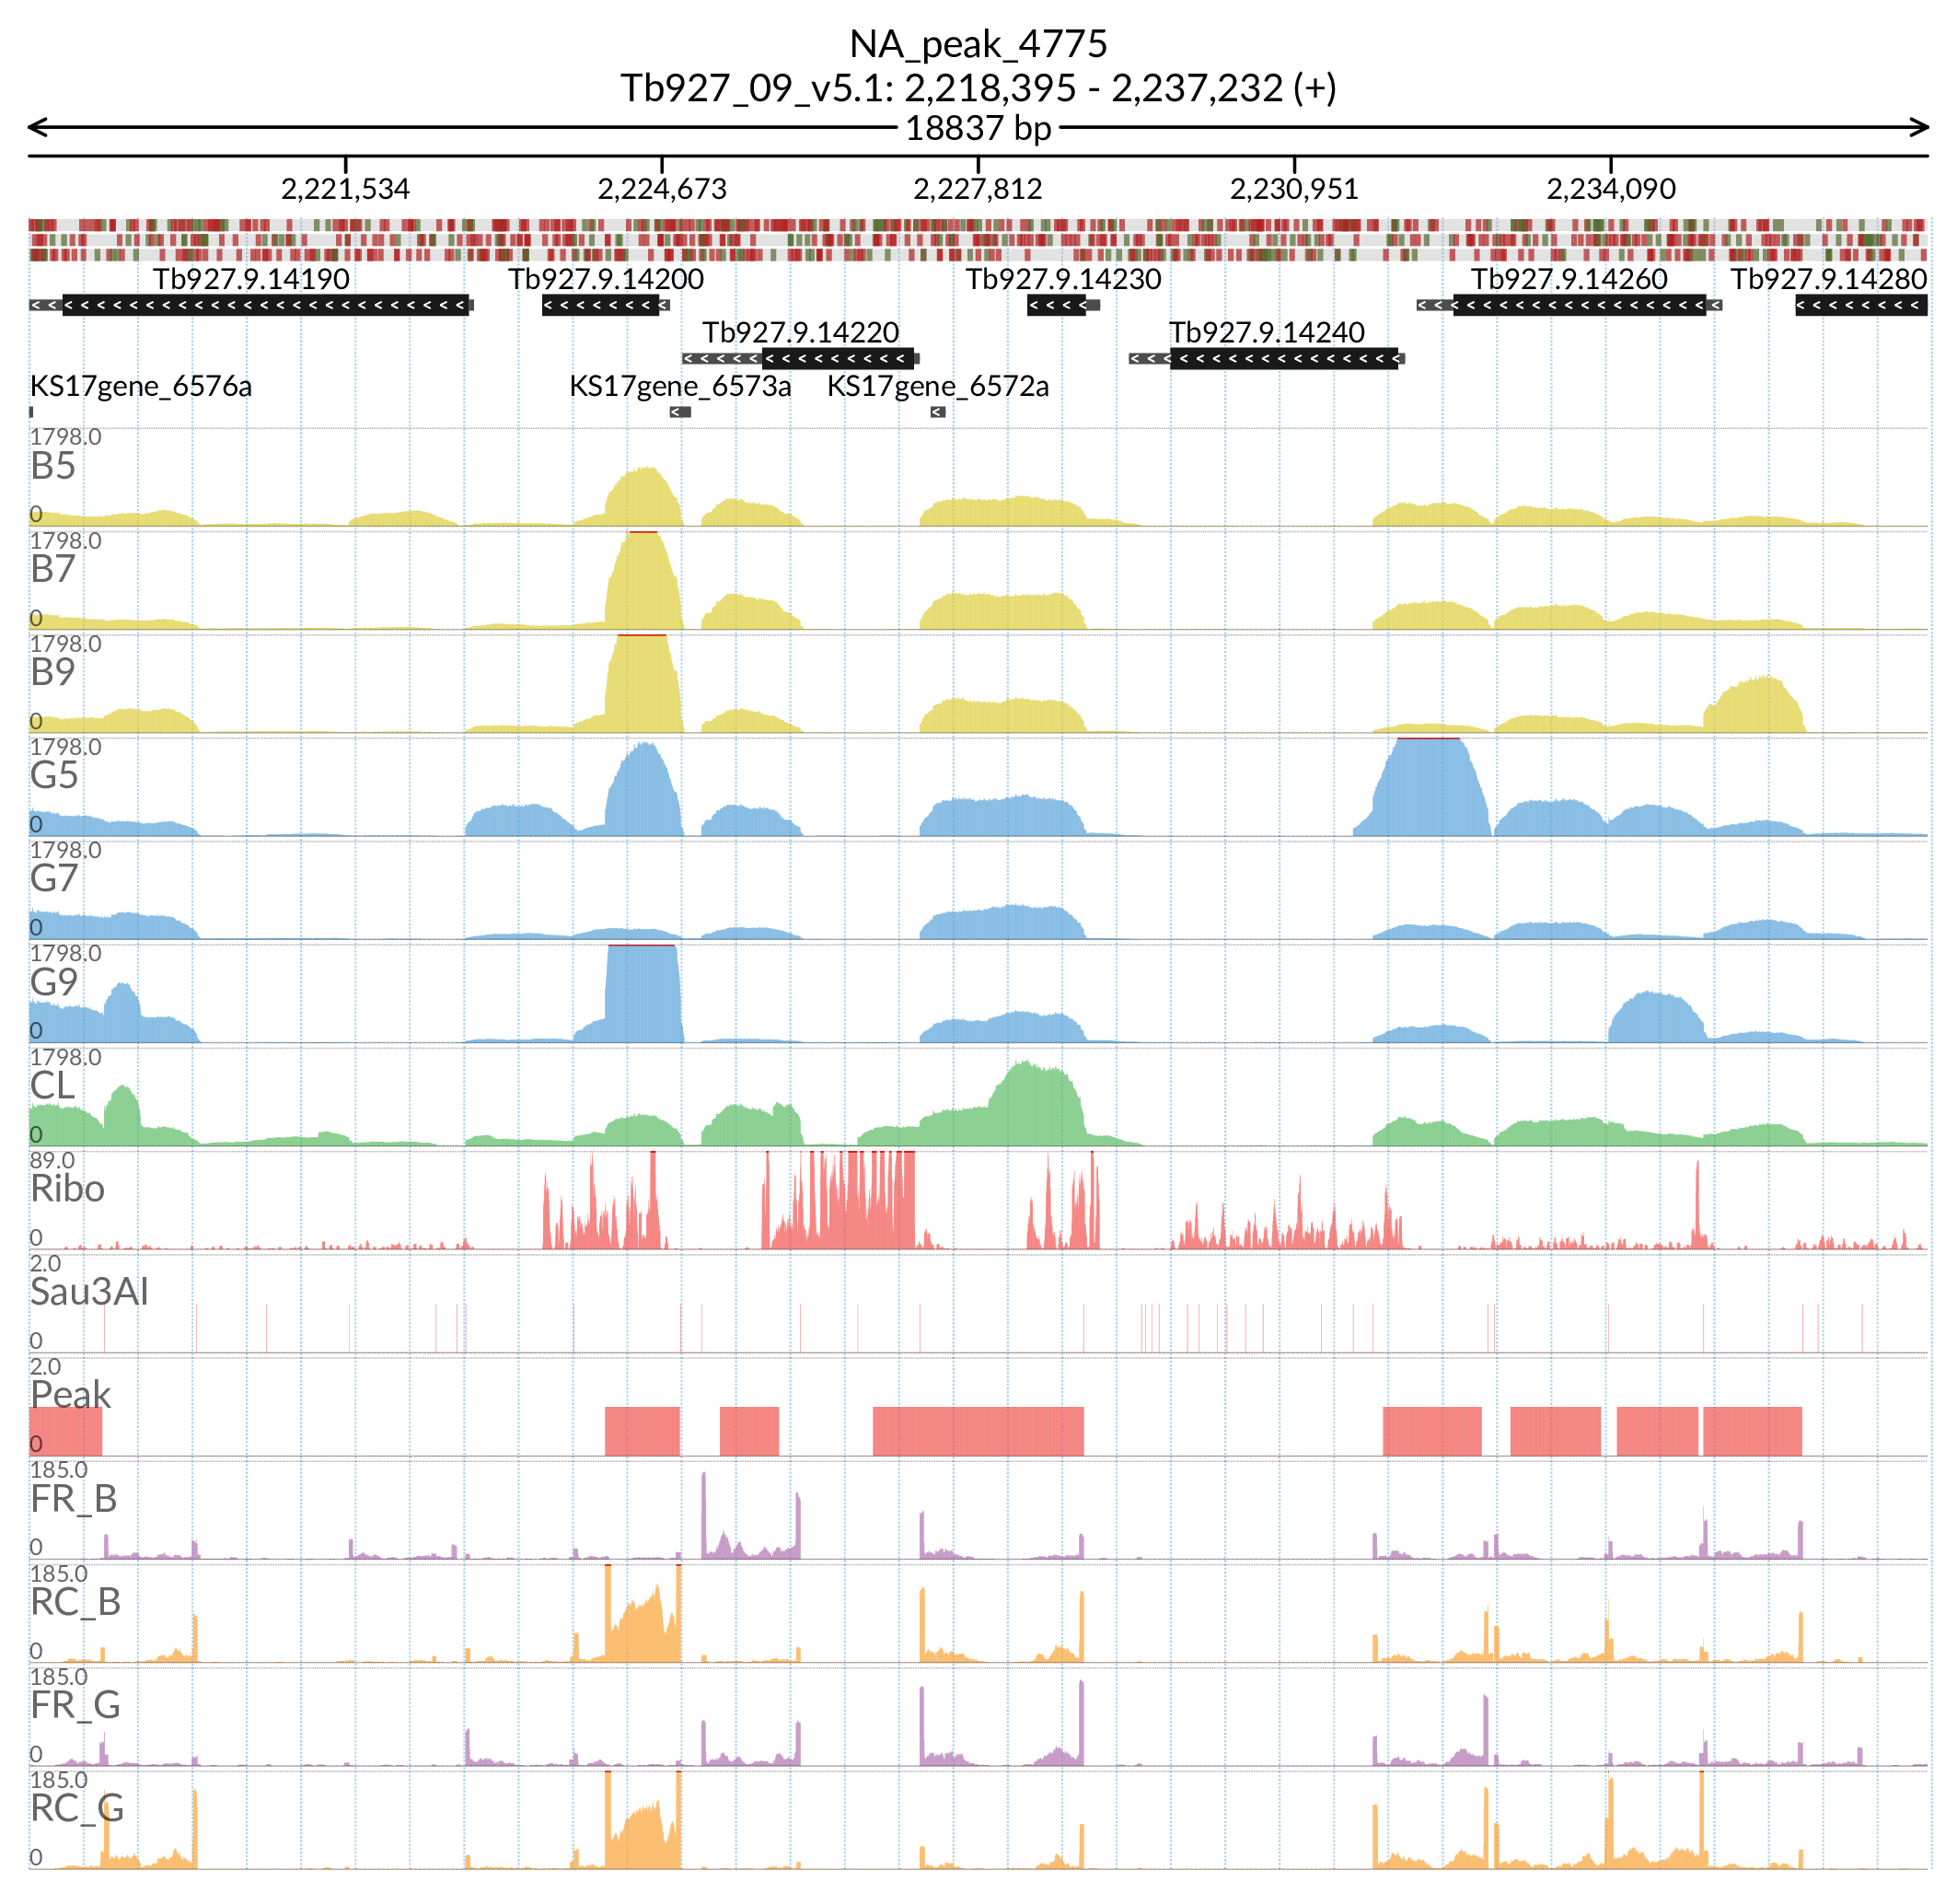 NA_peak_4775
Tb927_09_v5.1: 2,218,395 - 2,237,232 (+)
18837 bp
2,221,534 2,224,673 2,227,812 2,230,951 2,234,090
Tb927.9.14190 Tb927.9.14200 Tb927.9.14230 Tb927.9.14260 Tb927.9.14280
Tb927.9.14220 Tb927.9.14240
KS17gene_6576a KS17gene_6573a KS17gene_6572a
1798.0
B5
0
1798.0
B7
0
1798.0
B9
0
1798.0
G5
0
1798.0
G7
0
1798.0
G9
0
1798.0
CL
0
89.0
Ribo
0
2.0
Sau3AI
0
2.0
Peak
0
185.0
FR_B
0
185.0
RC_B
0
185.0
FR_G
0
185.0
RC_G
0